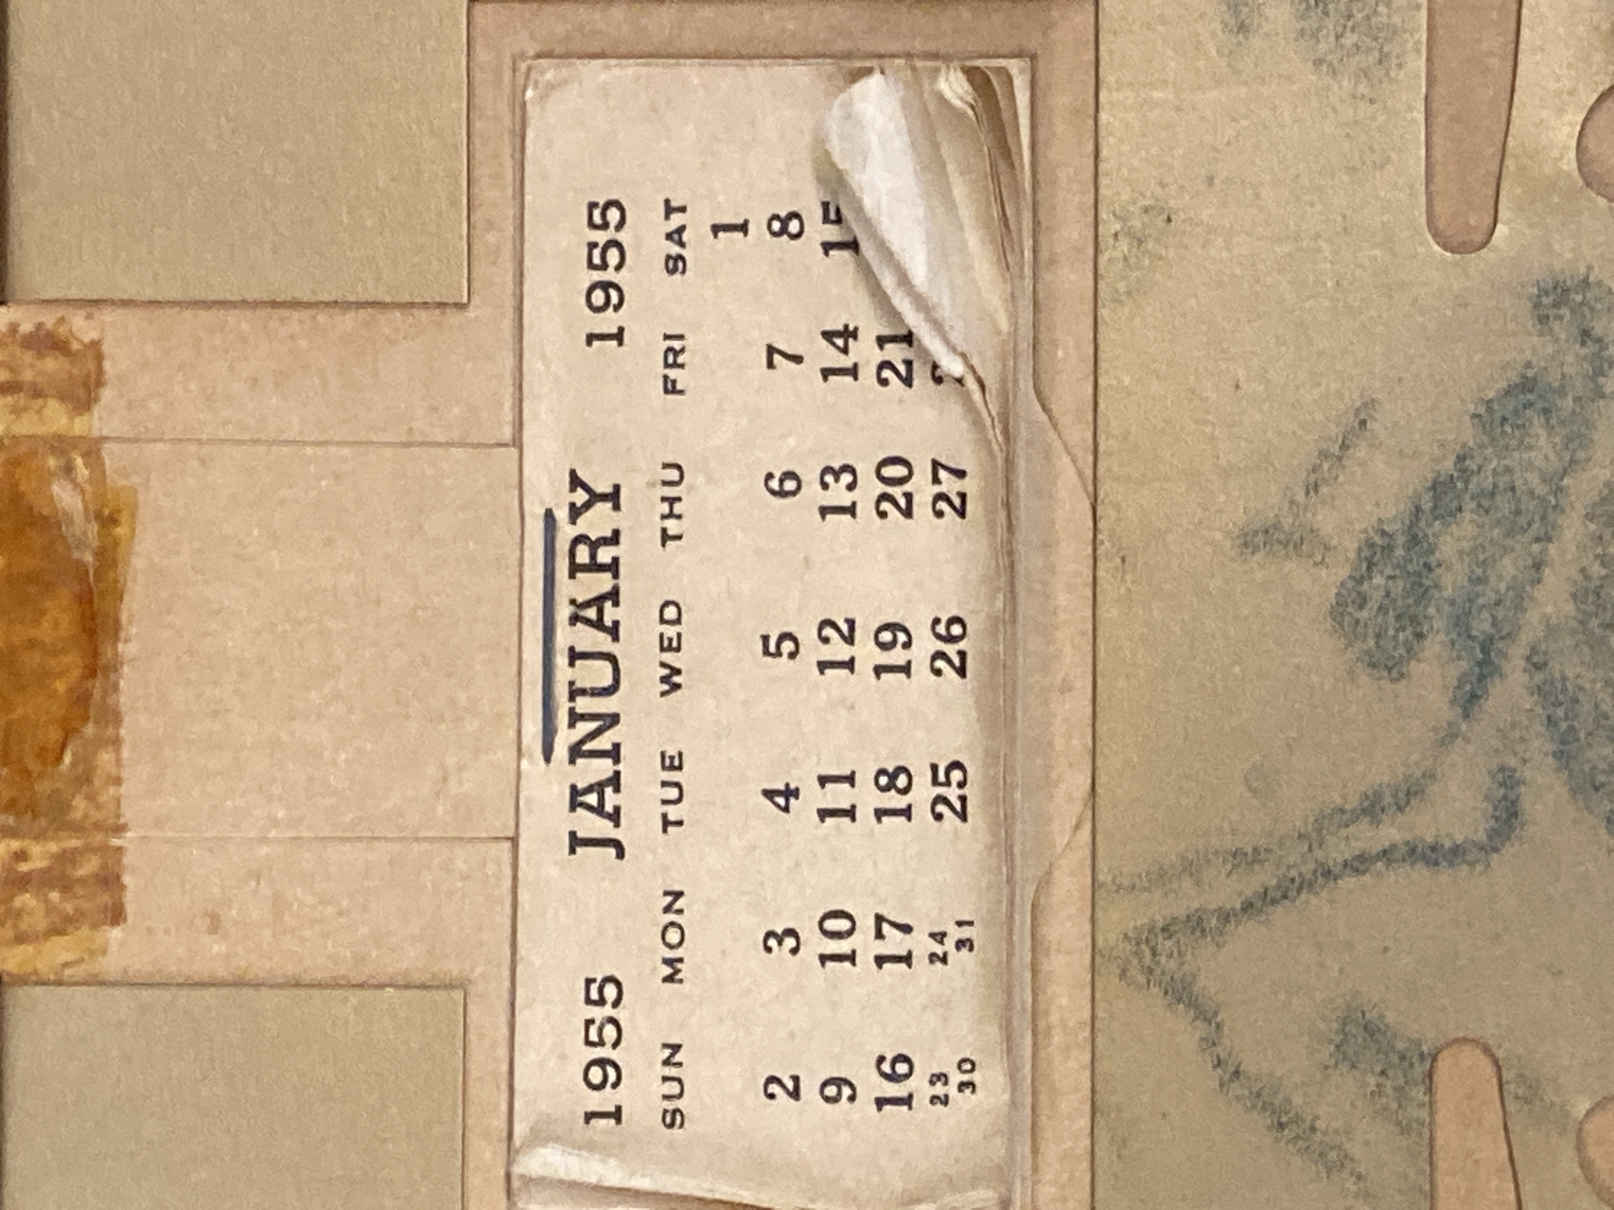 1955 JANUARY 1955
SUN MON TUE WED THU FRI SAT
1
2 3 4 5 6 7 8
9 10 11 12 13 14 15
16 17 18 19 20 21
23 24 25 26 27
30 31